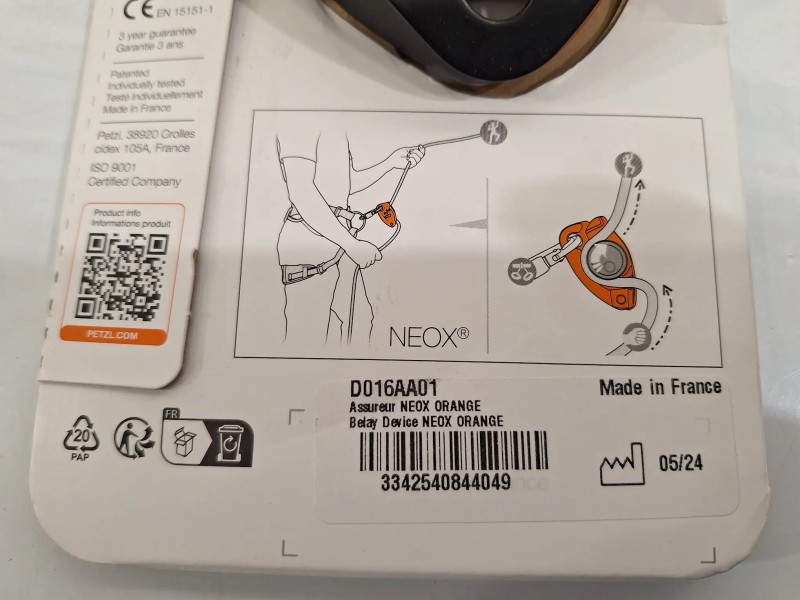 CE EN 15151-1
3 year guarantee
Garantie 3 ans
Patented
Individually tested
Testé individuellement
Made in France
Petzl, 38920 Crolles
cidex 105A, France
ISO 9001
Certified Company
Product info
Informations produit
PETZL.COM
NEOX®
D016AA01
Made in France
Assureur NEOX ORANGE
Belay Device NEOX ORANGE
3342540844049
05/24
20
PAP
FR